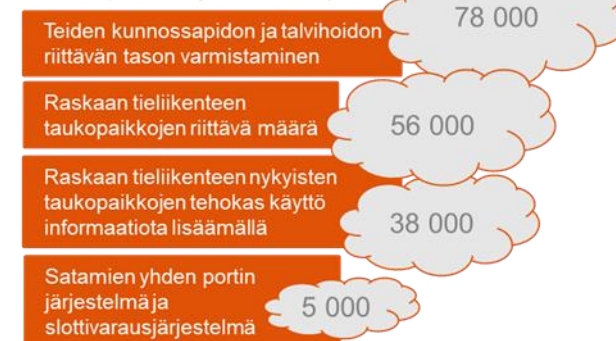 Teiden kunnossapidon ja talvihoidon
riittävän tason varmistaminen
78 000
Raskaan tieliikenteen
taukopaikkojen riittävä määrä
56 000
Raskaan tieliikenteen nykyisten
taukopaikkojen tehokas käyttö
informaatiota lisäämällä
38 000
Satamien yhden portin
järjestelmä ja
slottivarausjärjestelmä
5 000